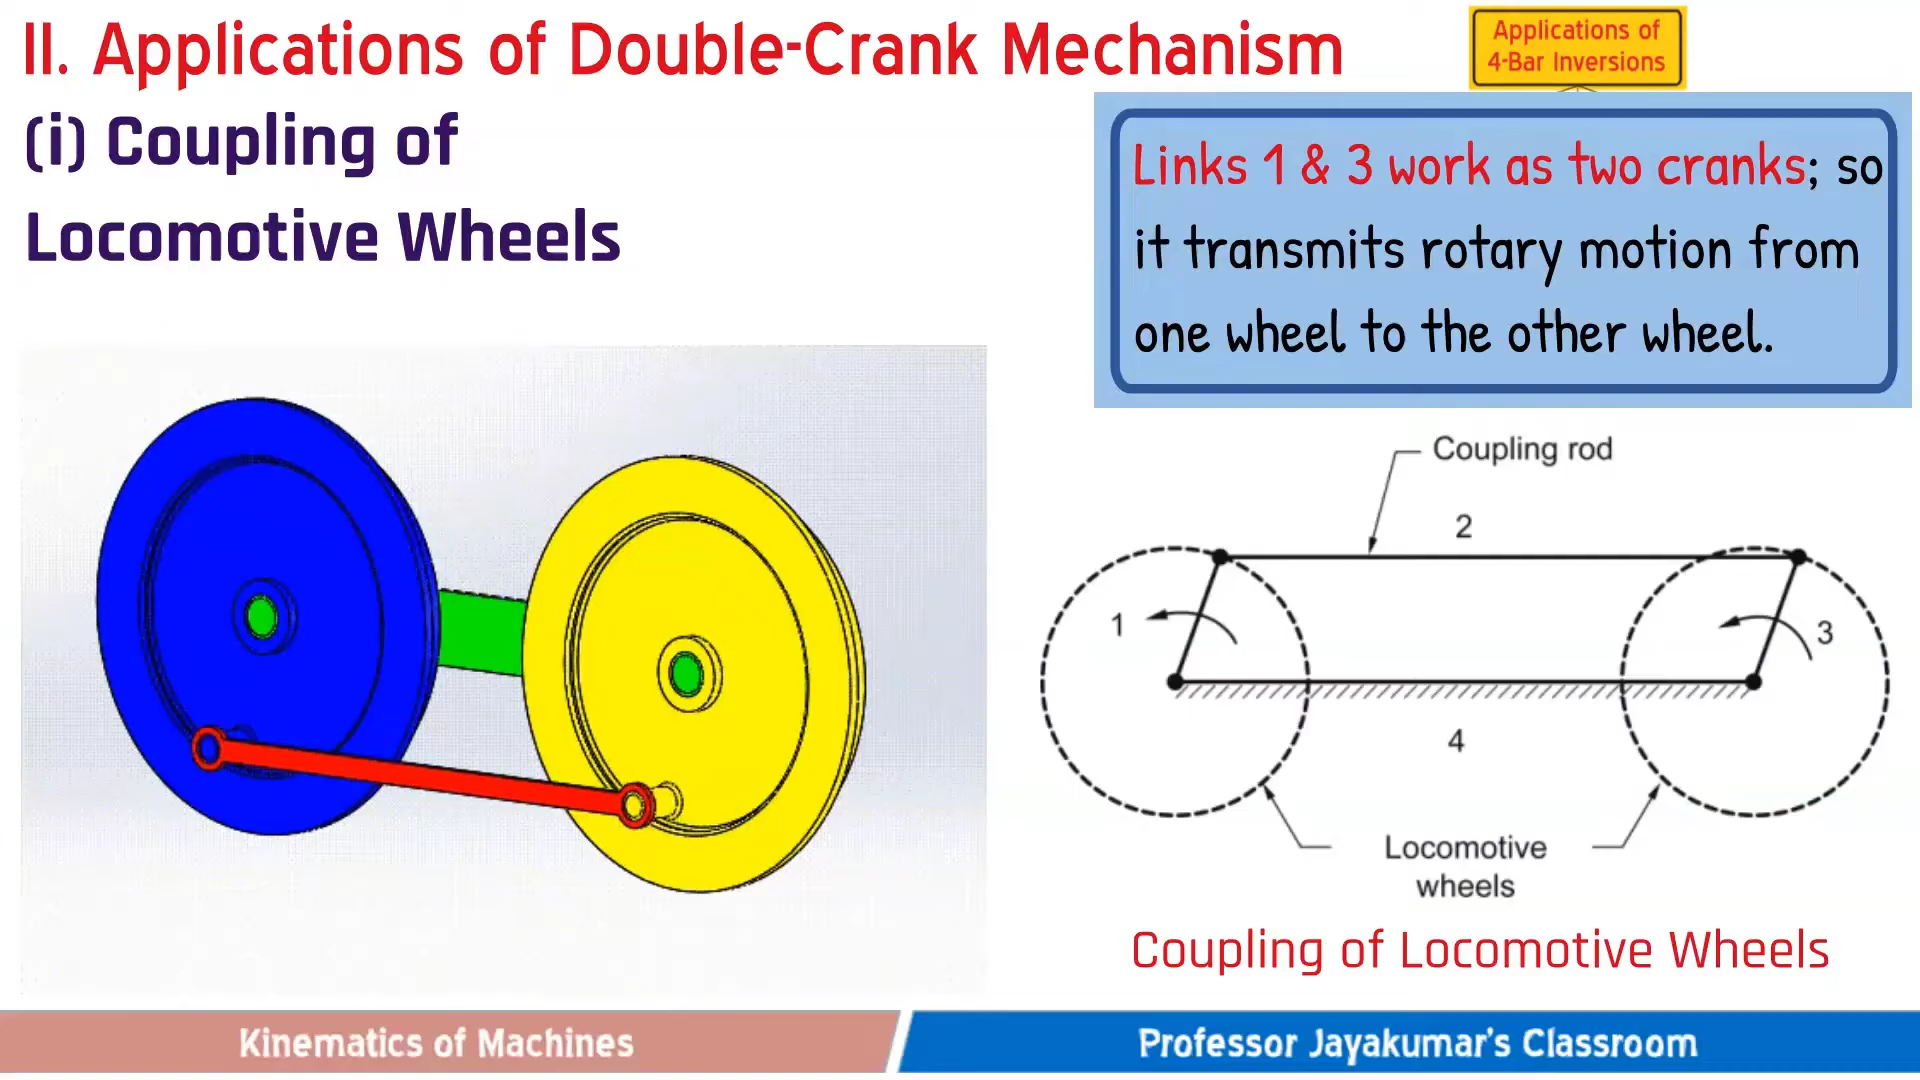 II. Applications of Double-Crank Mechanism
Applications of
4-Bar Inversions
(i) Coupling of
Locomotive Wheels
Links 1 & 3 work as two cranks; so
it transmits rotary motion from
one wheel to the other wheel.
Coupling rod
2
1
3
4
Locomotive
wheels
Coupling of Locomotive Wheels
Kinematics of Machines
Professor Jayakumar's Classroom